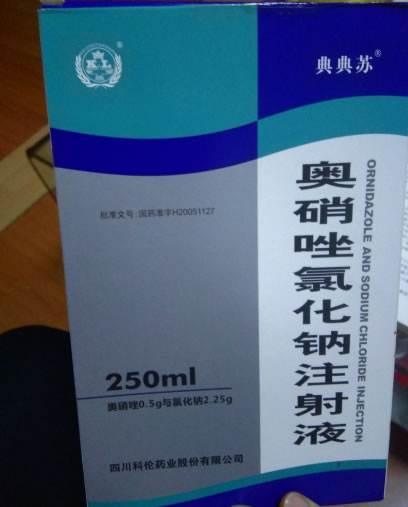 KL
®
典典苏®
批准文号:国药准字H20051127
奥硝唑氯化钠注射液
ORNIDAZOLE AND SODIUM CHLORIDE INJECTION
250ml
奥硝唑0.5g与氯化钠2.25g
四川科伦药业股份有限公司